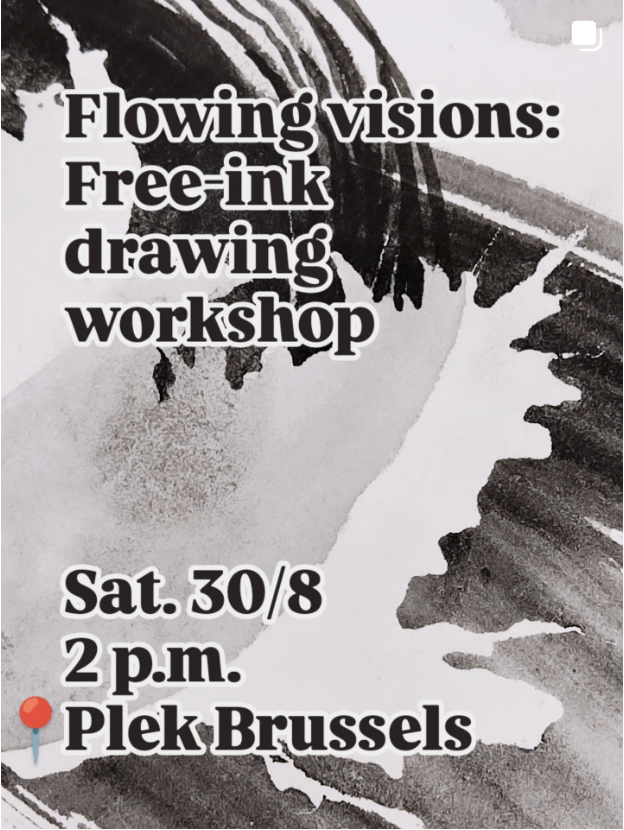 Flowing visions:
Free-ink
drawing
workshop
Sat. 30/8
2 p.m.
📍Plek Brussels